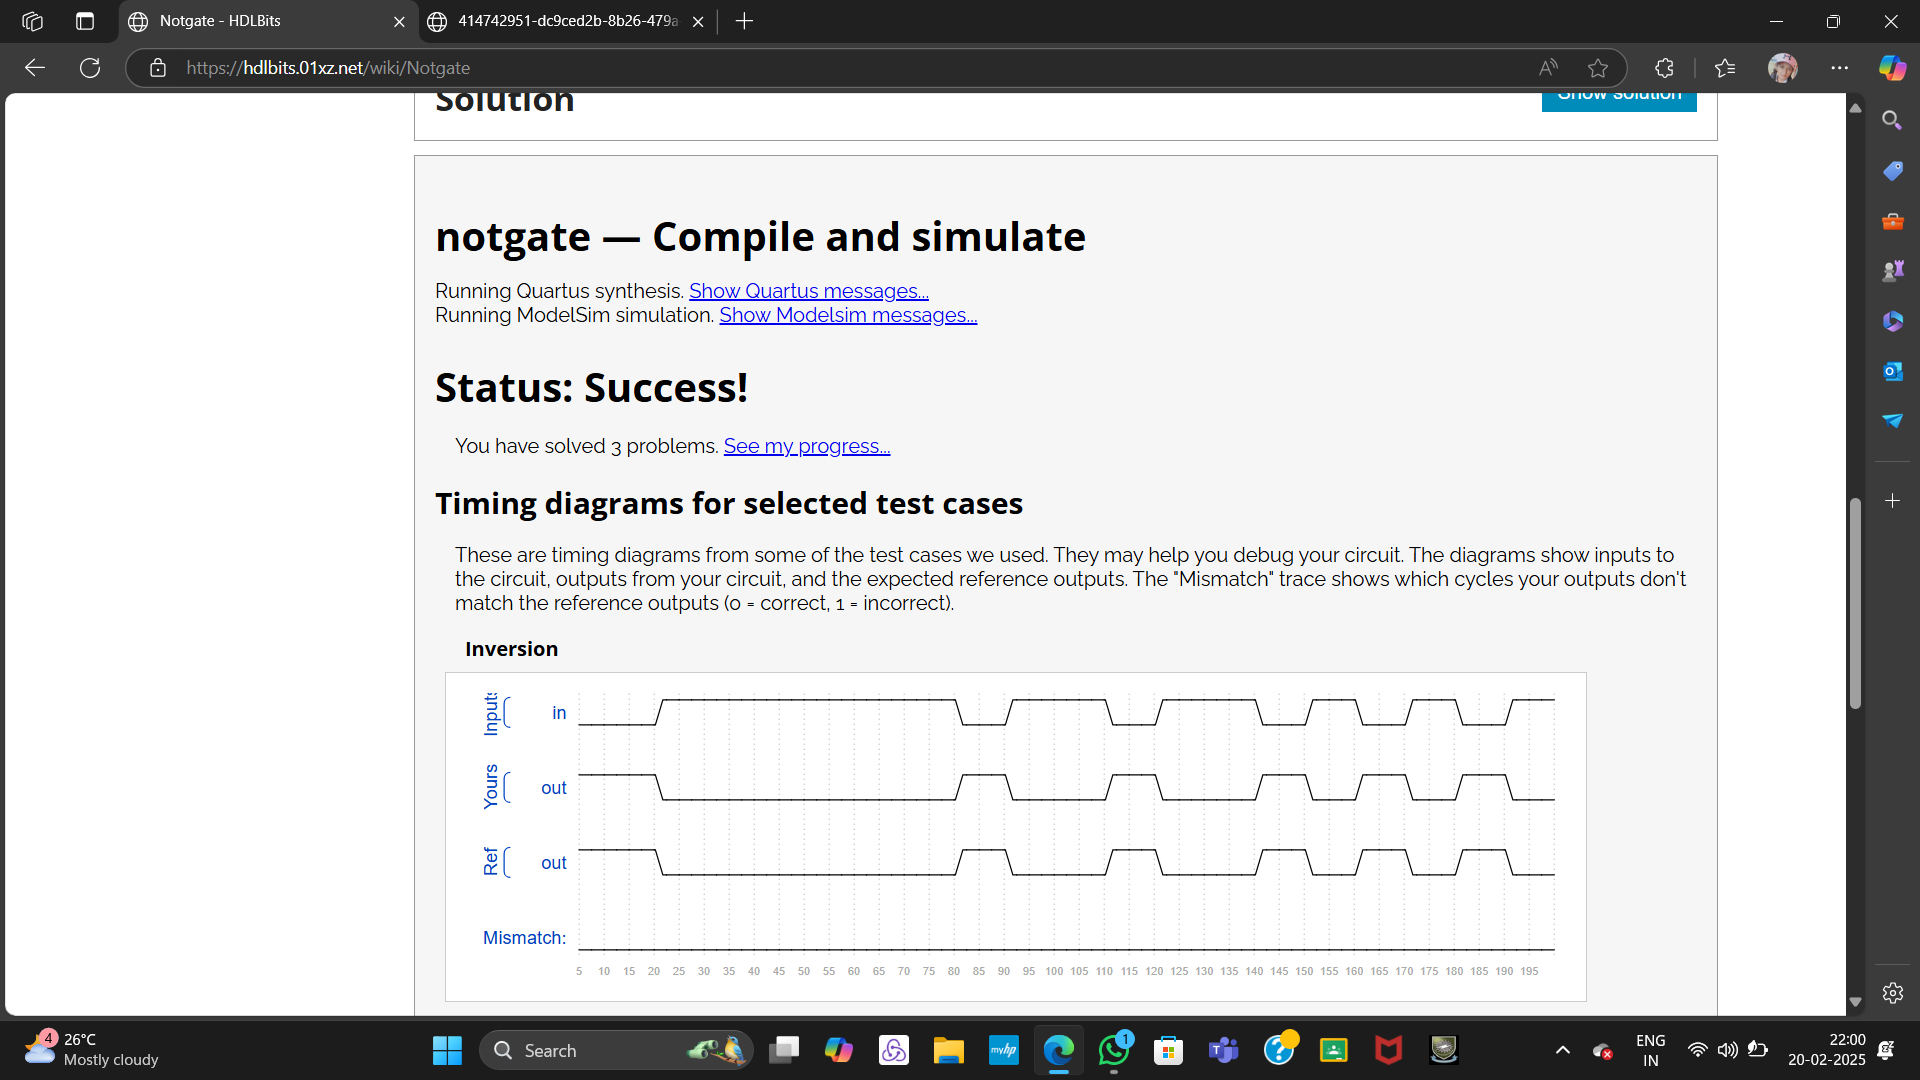 Notgate - HDLBits
414742951-dc9ced2b-8b26-479a
https://hdlbits.01xz.net/wiki/Notgate
Solution
Show solution
notgate — Compile and simulate
Running Quartus synthesis. Show Quartus messages...
Running ModelSim simulation. Show Modelsim messages...
Status: Success!
You have solved 3 problems. See my progress...
Timing diagrams for selected test cases
These are timing diagrams from some of the test cases we used. They may help you debug your circuit. The diagrams show inputs to
the circuit, outputs from your circuit, and the expected reference outputs. The "Mismatch" trace shows which cycles your outputs don't
match the reference outputs (0 = correct, 1 = incorrect).
Inversion
Inputs
in
Yours
out
Ref
out
Mismatch:
5 10 15 20 25 30 35 40 45 50 55 60 65 70 75 80 85 90 95 100 105 110 115 120 125 130 135 140 145 150 155 160 165 170 175 180 185 190 195
4
26°C
Mostly cloudy
Search
myhp
1
ENG
IN
22:00
20-02-2025